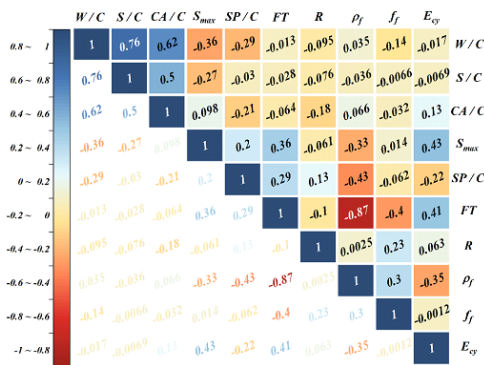 W / C S / C CA / C S_max SP / C FT R ρ_f f_f E_cy
0.8 ~ 1 1 0.76 0.62 -0.36 -0.29 -0.013 -0.095 0.035 -0.14 -0.017 W / C
0.6 ~ 0.8 0.76 1 0.5 -0.27 -0.03 -0.028 -0.076 -0.036 -0.0066 -0.0069 S / C
0.4 ~ 0.6 0.62 0.5 1 0.098 -0.21 -0.064 -0.18 0.066 -0.032 0.13 CA / C
0.2 ~ 0.4 -0.36 -0.27 0.098 1 0.2 0.36 -0.061 -0.33 0.014 0.43 S_max
0 ~ 0.2 -0.29 -0.03 -0.21 0.2 1 0.29 0.13 -0.43 -0.062 -0.22 SP / C
-0.2 ~ 0 -0.013 -0.028 -0.064 0.36 0.29 1 -0.1 -0.87 -0.4 0.41 FT
-0.4 ~ -0.2 -0.095 -0.076 -0.18 -0.061 0.13 -0.1 1 0.0025 0.23 0.063 R
-0.6 ~ -0.4 0.035 -0.036 0.066 -0.33 -0.43 -0.87 0.0025 1 0.3 -0.35 ρ_f
-0.8 ~ -0.6 -0.14 -0.0066 -0.032 0.014 -0.062 -0.4 0.23 0.3 1 -0.0012 f_f
-1 ~ -0.8 -0.017 -0.0069 0.13 0.43 -0.22 0.41 0.063 -0.35 -0.0012 1 E_cy